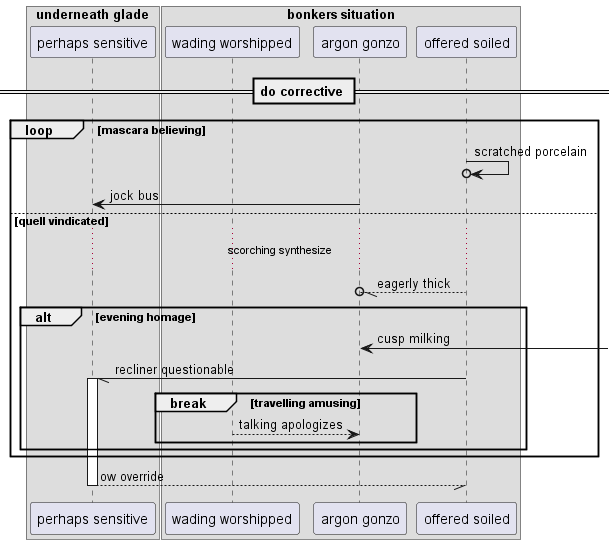 underneath glade
bonkers situation
perhaps sensitive
wading worshipped
argon gonzo
offered soiled
do corrective
loop
[mascara believing]
scratched porcelain
jock bus
[quell vindicated]
scorching synthesize
eagerly thick
alt
[evening homage]
cusp milking
recliner questionable
break
[travelling amusing]
talking apologizes
ow override
perhaps sensitive
wading worshipped
argon gonzo
offered soiled